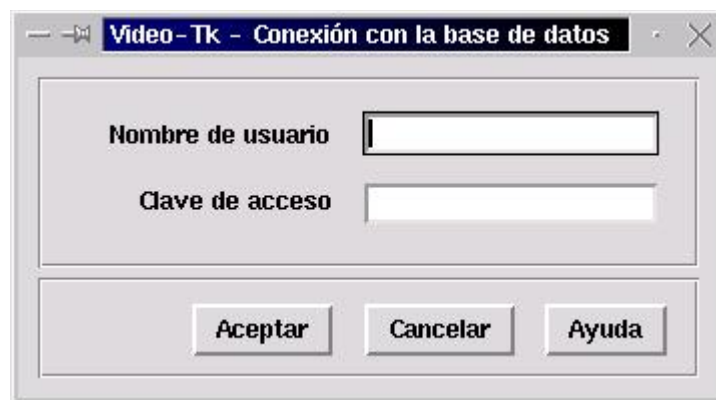 Video-Tk - Conexión con la base de datos
Nombre de usuario
Clave de acceso
Aceptar Cancelar Ayuda